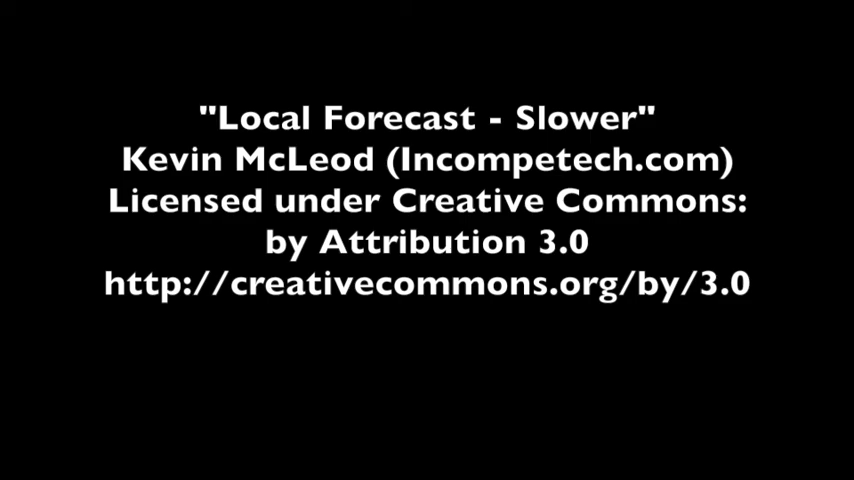 "Local Forecast - Slower"
Kevin McLeod (Incompetech.com)
Licensed under Creative Commons:
by Attribution 3.0
http://creativecommons.org/by/3.0